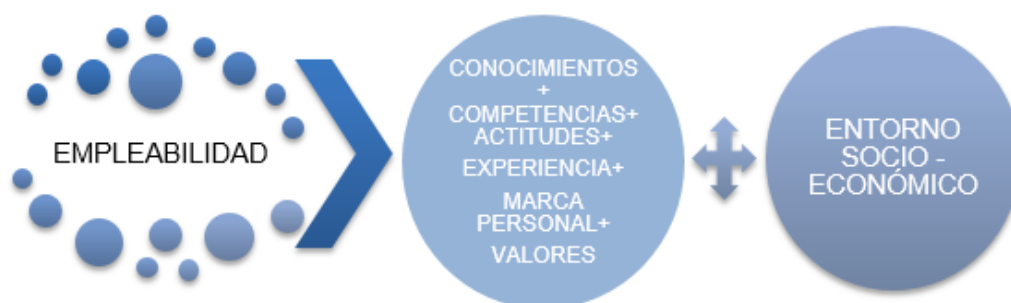 EMPLEABILIDAD
CONOCIMIENTOS
+
COMPETENCIAS+
ACTITUDES+
EXPERIENCIA+
MARCA
PERSONAL+
VALORES
ENTORNO
SOCIO -
ECONÓMICO